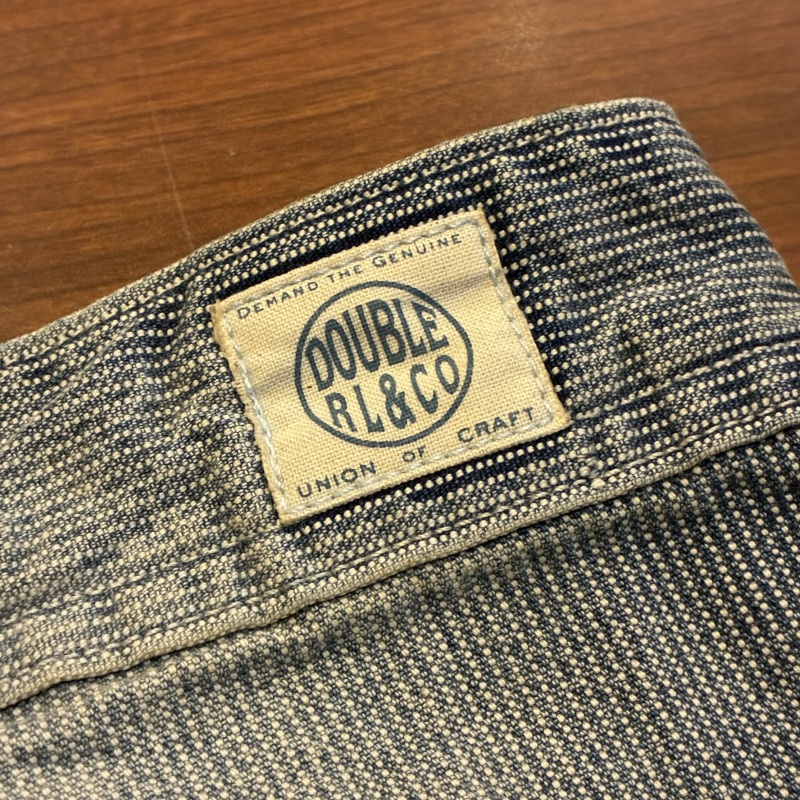 DEMAND THE GENUINE
DOUBLE
RL&CO
UNION OF CRAFT